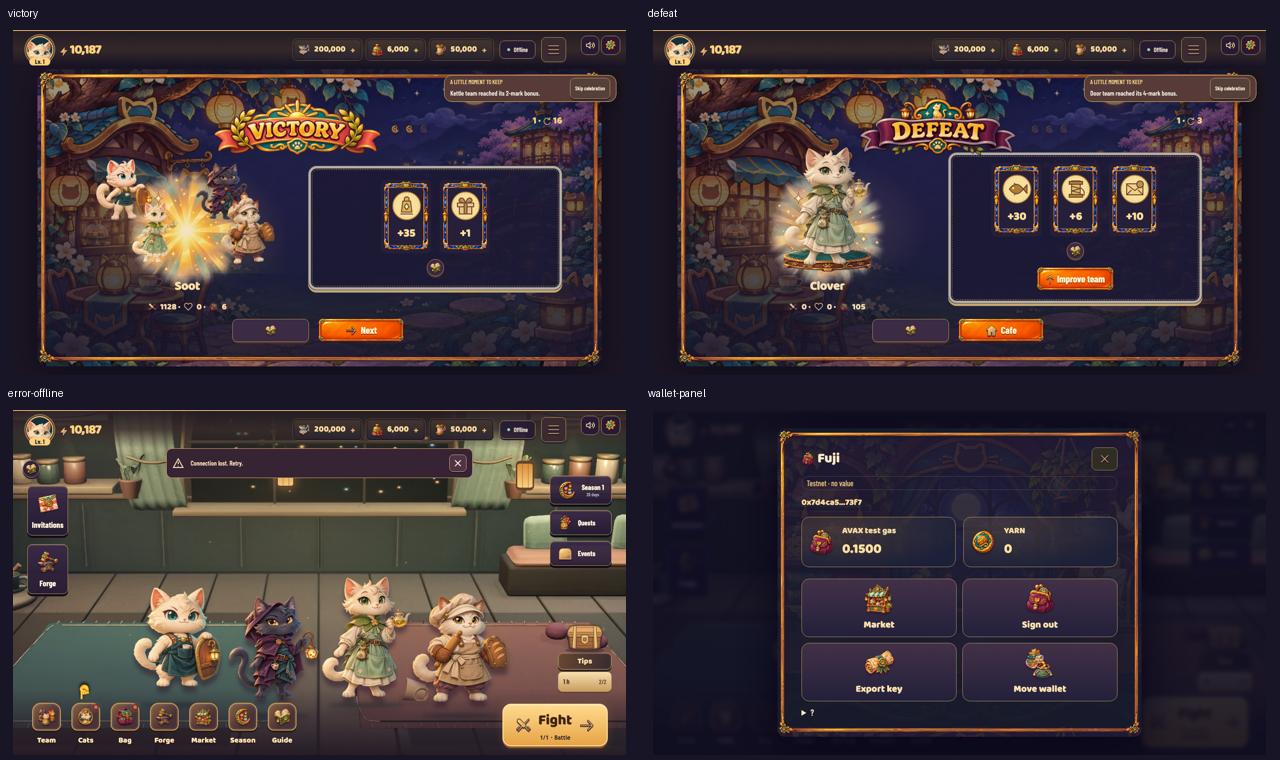 victory
10,187
Lv.1
200,000 +
6,000 +
50,000 +
Offline
A LITTLE MOMENT TO KEEP
Kettle team reached its 2-mark bonus.
Skip celebration
VICTORY
1 · 16
+35
+1
Soot
1128 · 0 · 6
Next
defeat
10,187
Lv.1
200,000 +
6,000 +
50,000 +
Offline
A LITTLE MOMENT TO KEEP
Door team reached its 4-mark bonus.
Skip celebration
DEFEAT
1 · 3
+30
+6
+10
Improve team
Clover
0 · 0 · 105
Cafe
error-offline
10,187
Lv.1
200,000 +
6,000 +
50,000 +
Offline
Connection lost. Retry.
Season 1
Invitations
Quests
Events
Forge
Tips
1 h 2/2
Team
Cats
Bag
Forge
Market
Season
Guide
Fight
1/1 · Battle
wallet-panel
Fuji
Testnet · no value
0x7d4ca5...73f7
AVAX test gas
0.1500
YARN
0
Market
Sign out
Export key
Move wallet
?